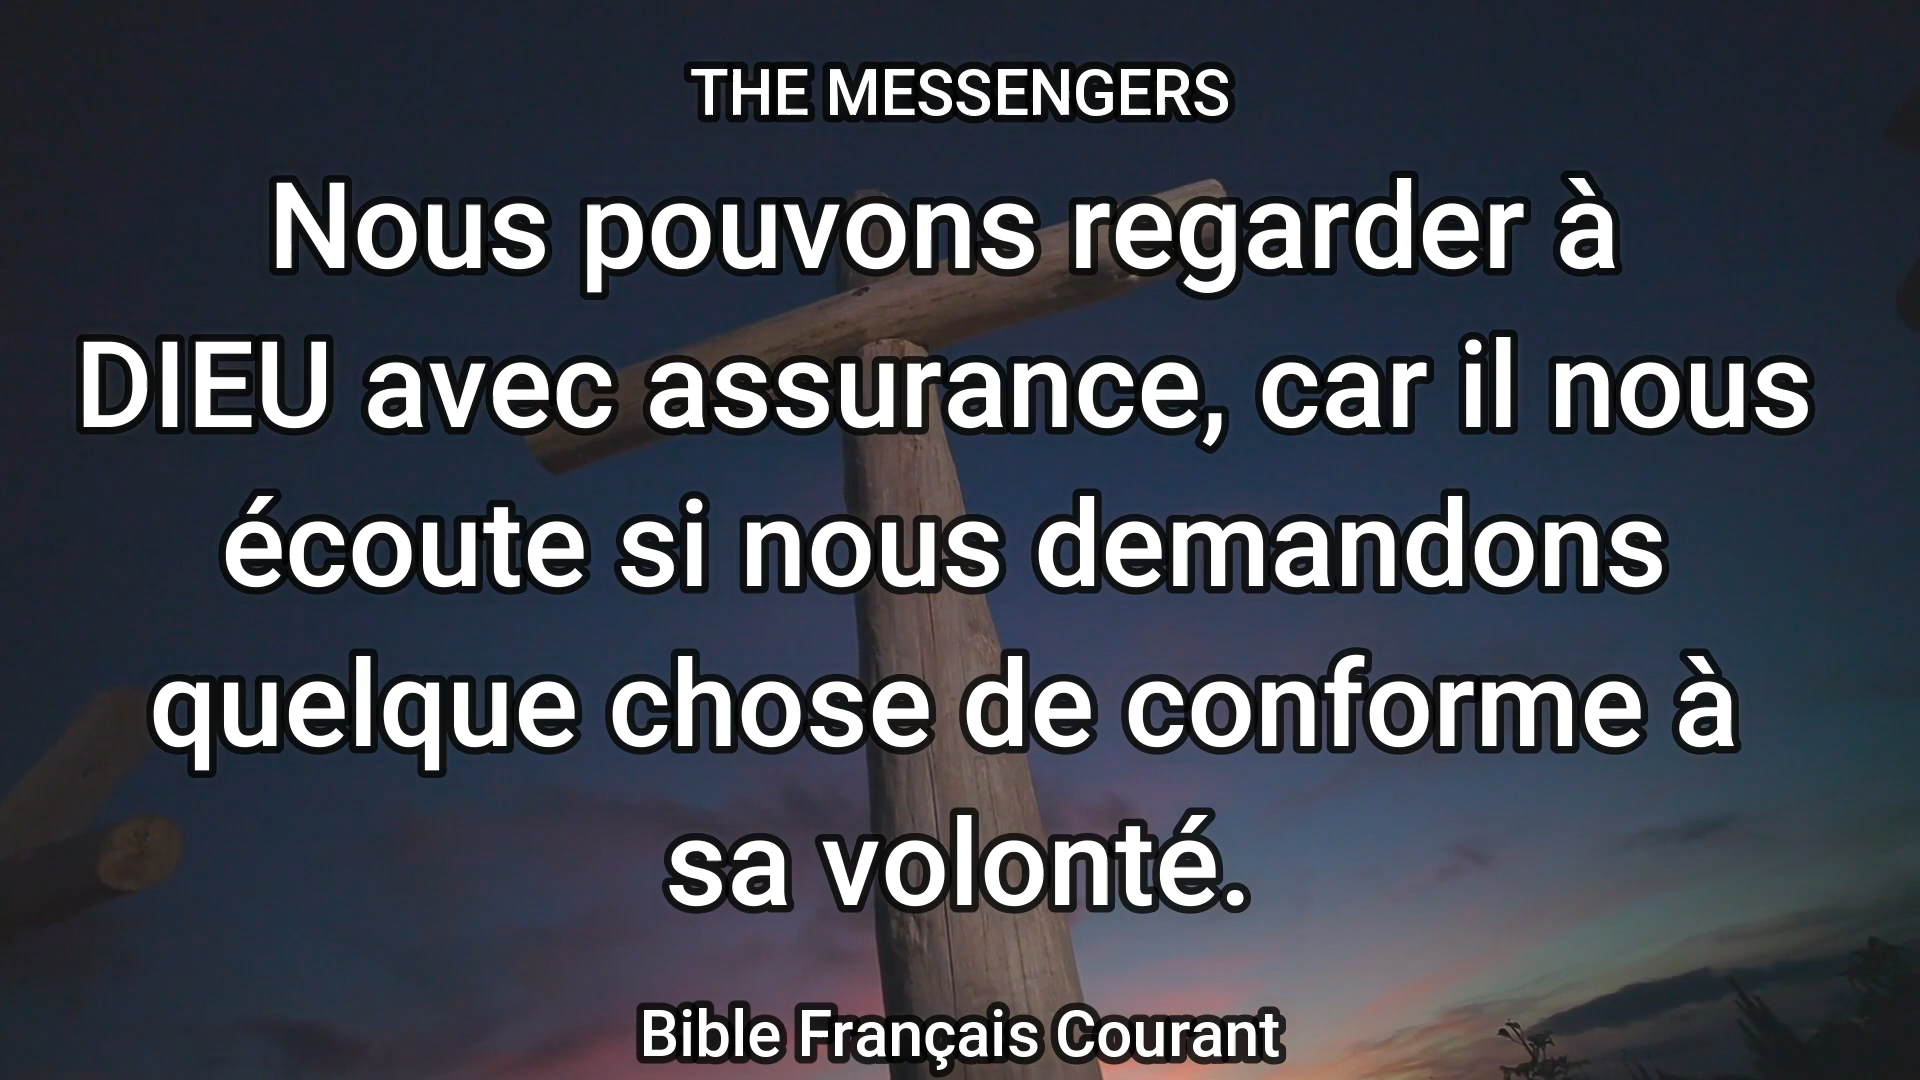 THE MESSENGERS
Nous pouvons regarder à
DIEU avec assurance, car il nous
écoute si nous demandons
quelque chose de conforme à
sa volonté.
Bible Français Courant